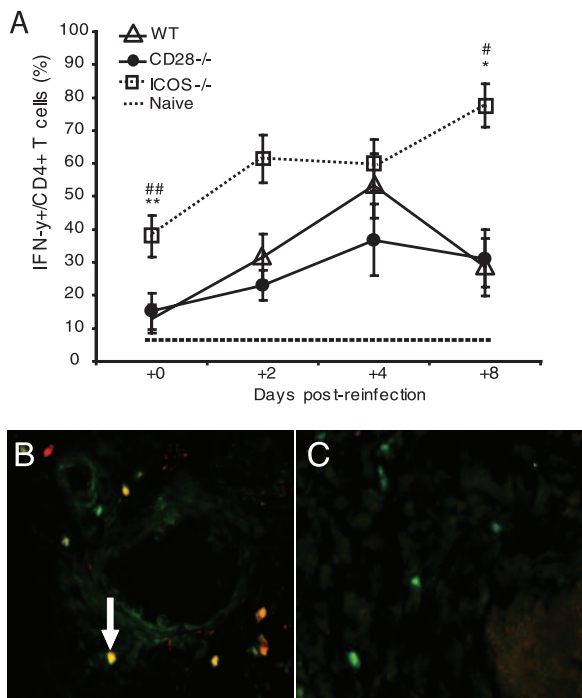 A
100
90
80
70
60
50
40
30
20
10
0
IFN-y+/CD4+ T cells (%)
WT
CD28-/-
ICOS-/-
Naive
##
**
#
*
+0
+2
+4
+8
Days post-reinfection
B
C